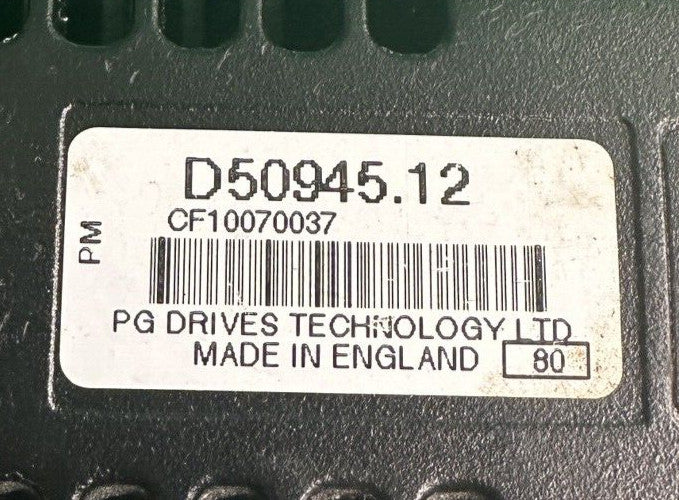 D50945.12
CF10070037
PM
PG DRIVES TECHNOLOGY LTD
MADE IN ENGLAND 80